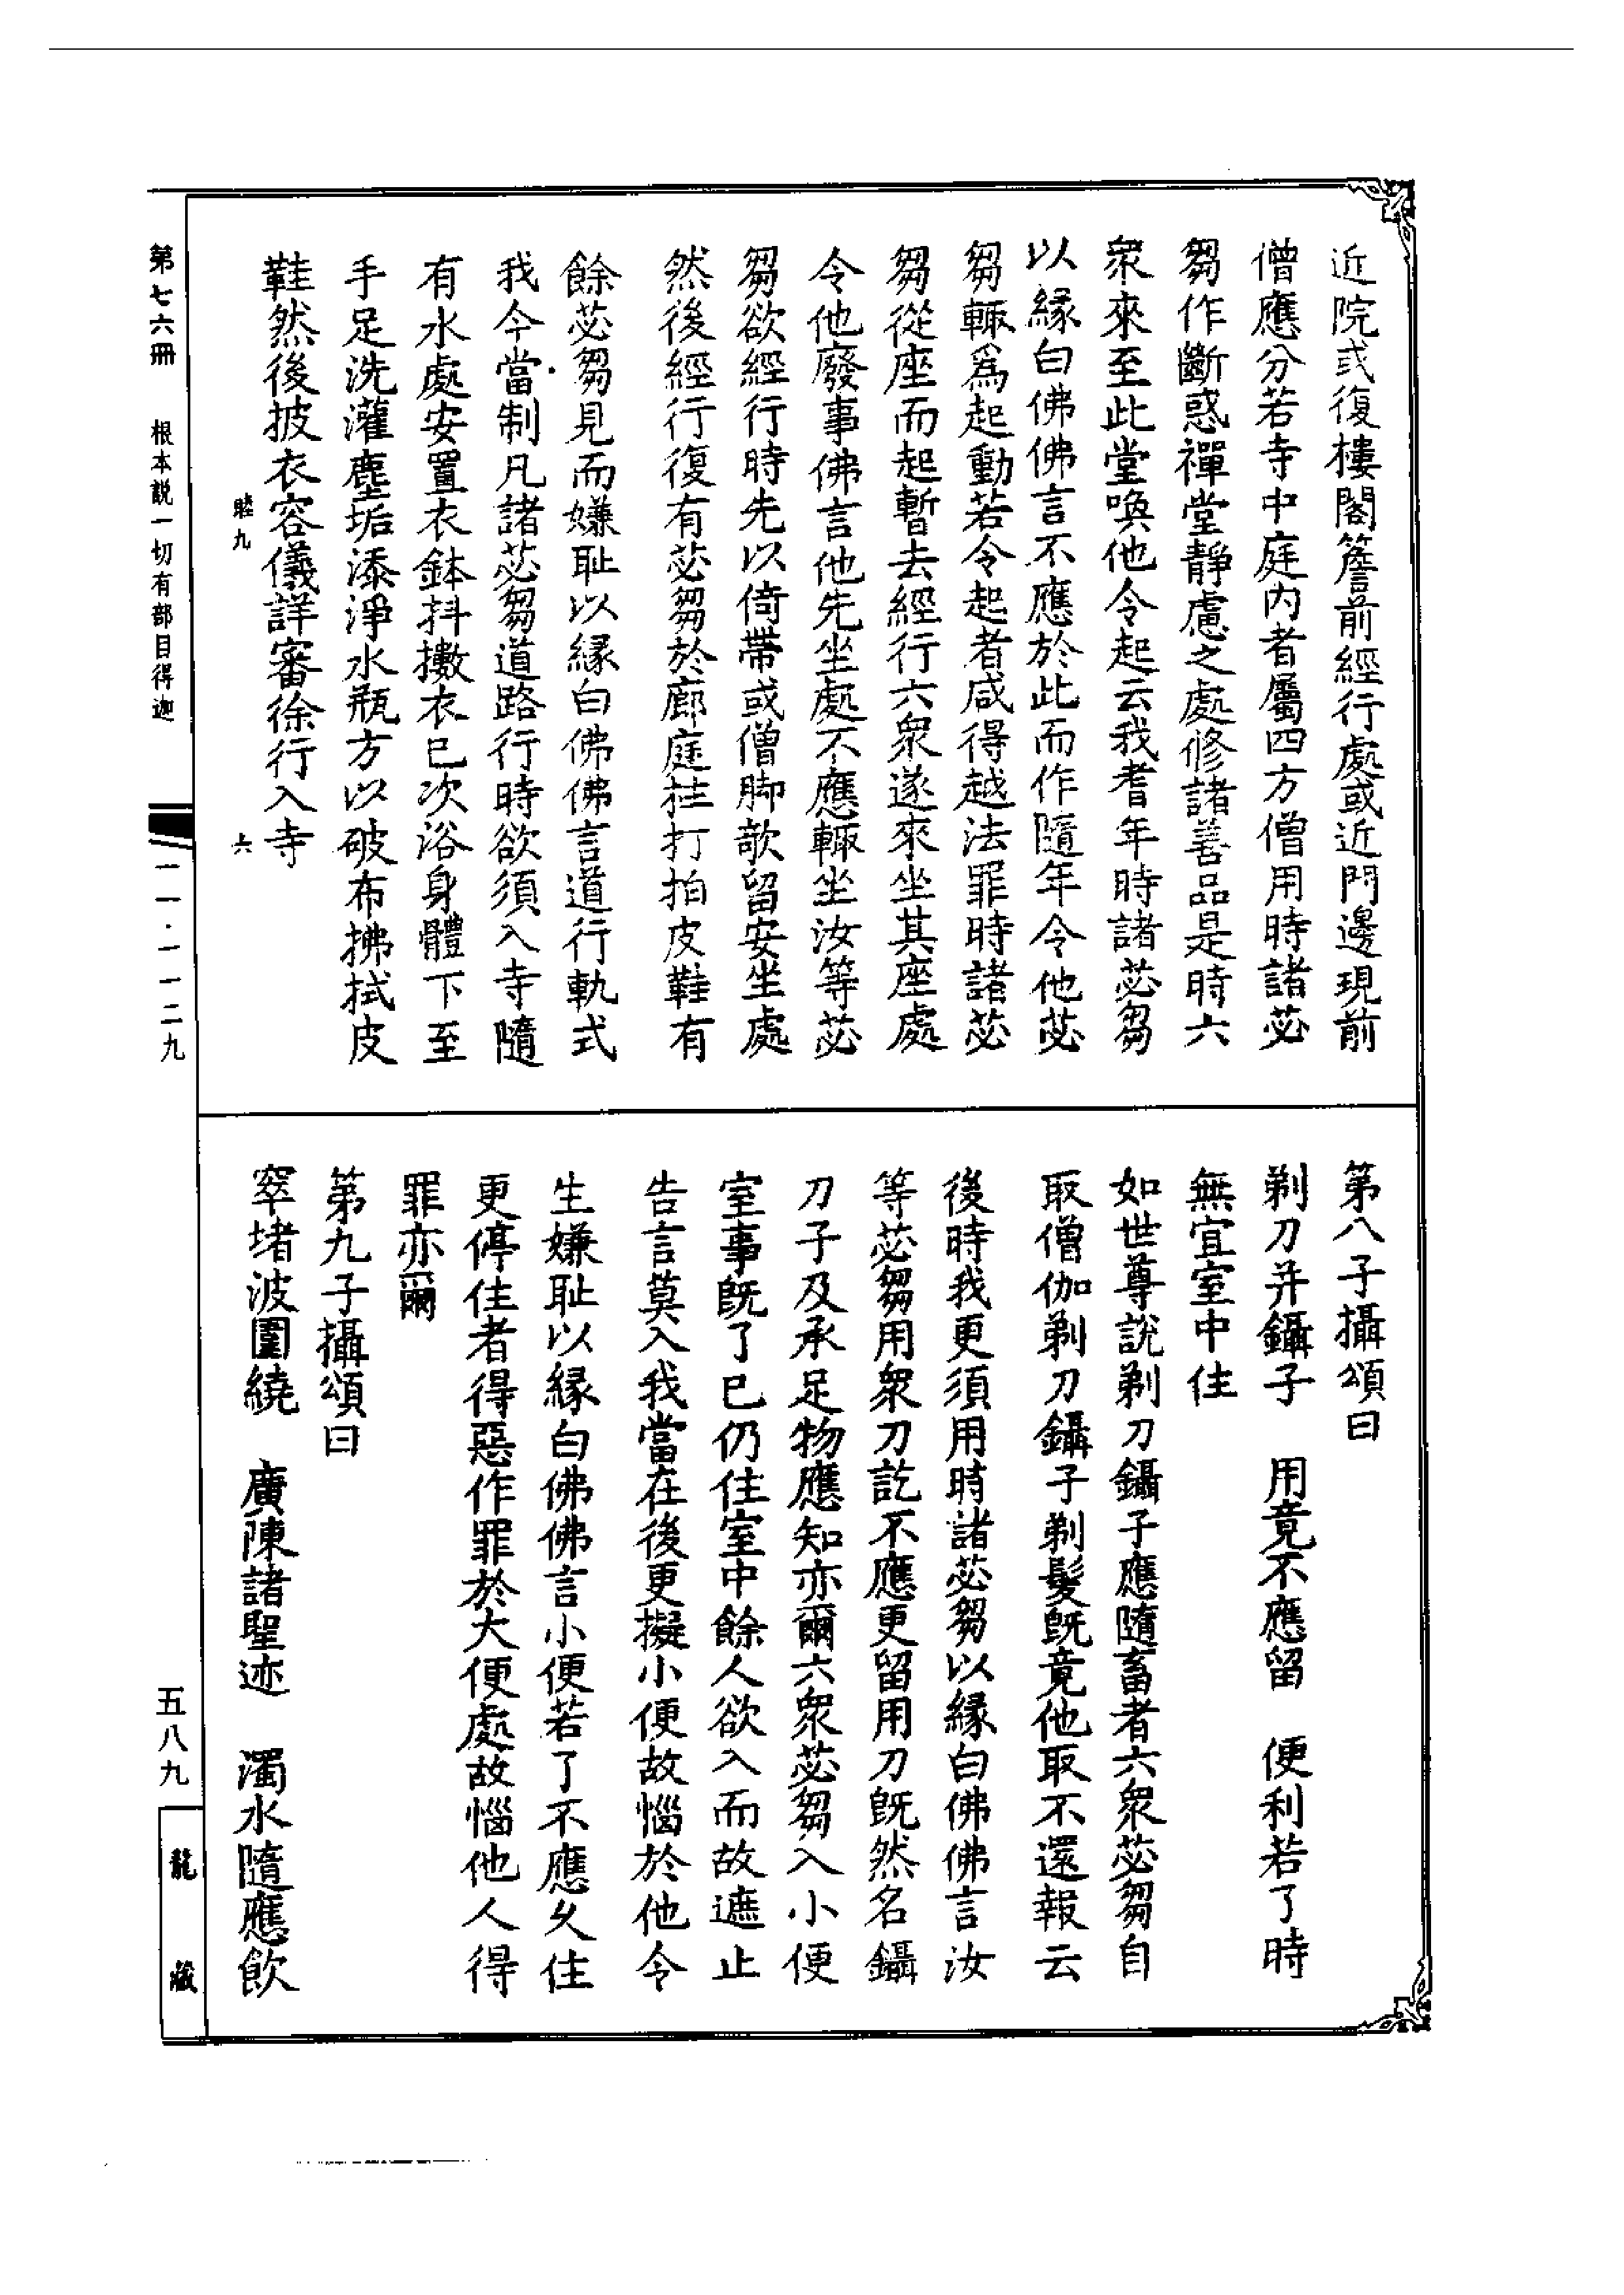 近院或復樓閣簷前經行處或近門邊現前
僧應分若寺中庭內者屬四方僧用時諸苾
芻作斷惑禪堂靜慮之處修諸善品是時六
衆來至此堂喚他令起云我耆年時諸苾芻
以緣白佛佛言不應於此而作隨年令他苾
芻輒爲起動若令起者咸得越法罪時諸苾
芻從座而起暫去經行六衆遂來坐其座處
令他廢事佛言他先坐處不應輒坐汝等苾
芻欲經行時先以倚帶或僧脚欹留安坐處
然後經行復有苾芻於廊庭柱打拍皮鞋有
餘苾芻見而嫌恥以緣白佛佛言道行軌式
我今當制凡諸苾芻道路行時欲須入寺隨
有水處安置衣鉢抖擻衣已次浴身體下至
手足洗灌塵垢添淨水瓶方以破布拂拭皮
鞋然後披衣容儀詳審徐行入寺
睦九
六
第八子攝頌曰
剃刀并鑷子　用竟不應留　便利若了時
無宜室中住
如世尊說剃刀鑷子應隨畜者六衆苾芻自
取僧伽剃刀鑷子剃髮既竟他取不還報云
後時我更須用時諸苾芻以緣白佛佛言汝
等苾芻用衆刀訖不應更留用刀既然名鑷
刀子及承足物應知亦爾六衆苾芻入小便
室事既了已仍住室中餘人欲入而故遮止
告言莫入我當在後更擬小便故惱於他令
生嫌恥以緣白佛佛言小便若了不應久住
更停住者得惡作罪於大便處故惱他人得
罪亦爾
第九子攝頌曰
窣堵波圍繞　廣陳諸聖迹　濁水隨應飲
第七六冊　根本說一切有部目得迦
一一·一一二九
五八九
龍藏